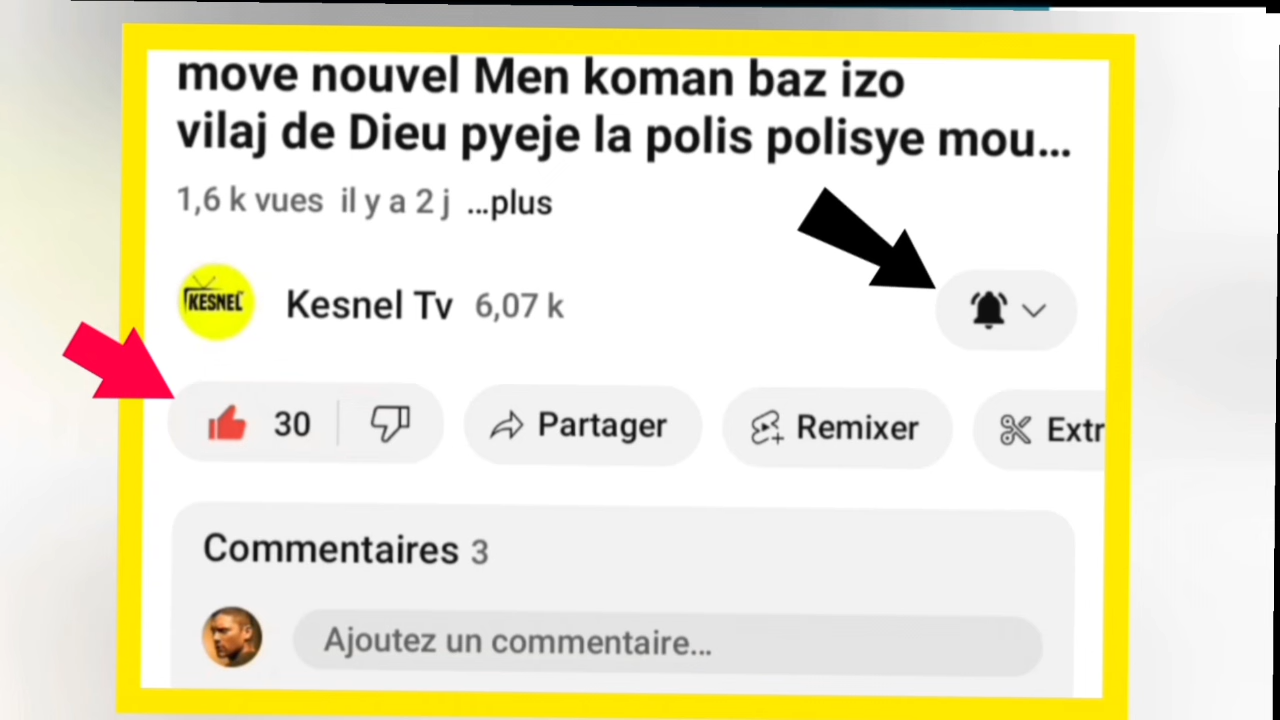 move nouvel Men koman baz izo
vilaj de Dieu pyeje la polis polisye mou...
1,6 k vues il y a 2 j ...plus
KESNEL
Kesnel Tv 6,07 k
30
Partager
Remixer
Extr
Commentaires 3
Ajoutez un commentaire...